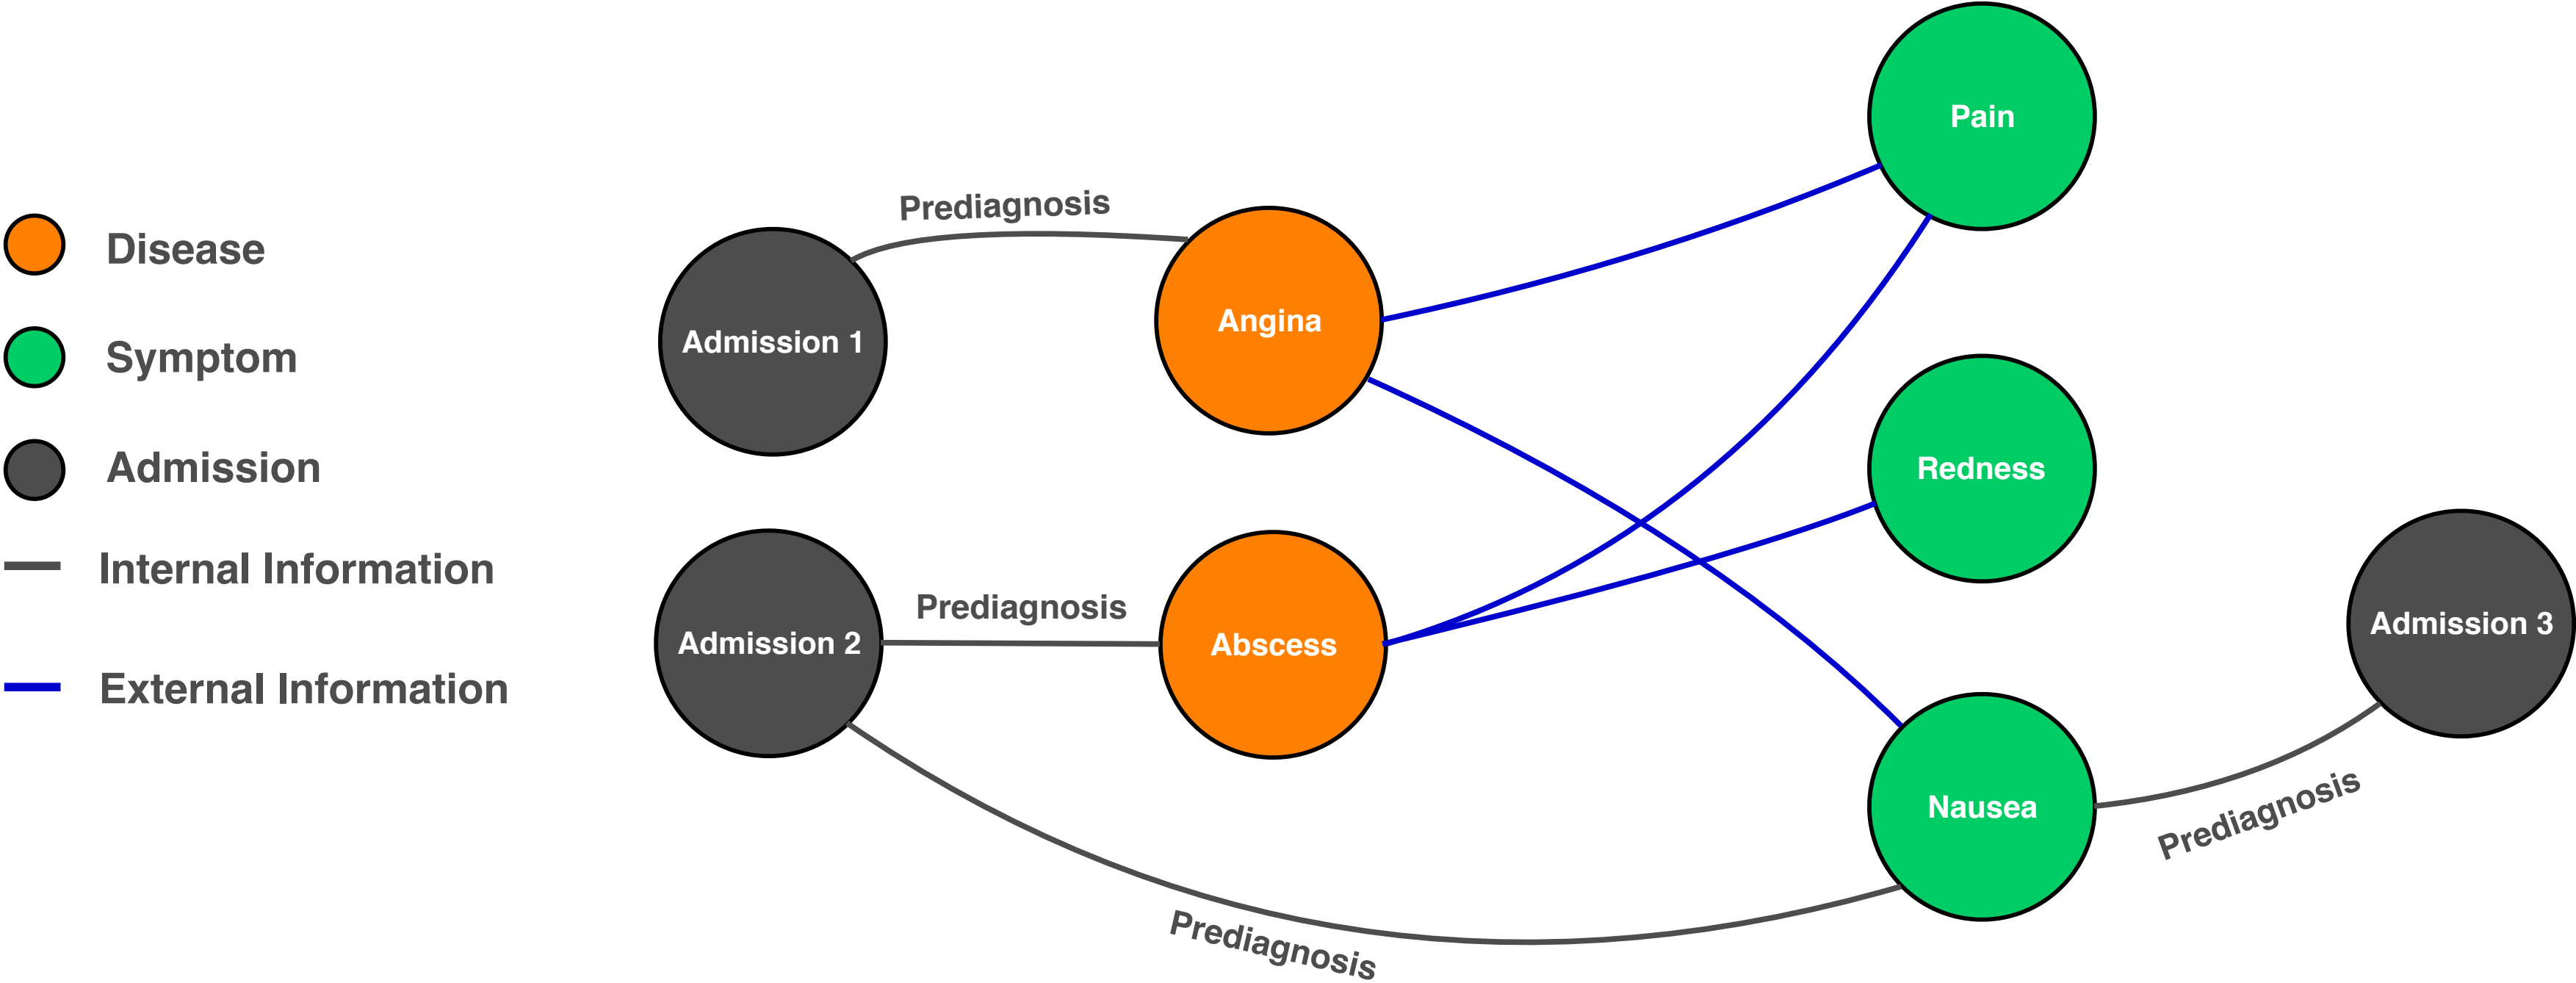 Disease
Symptom
Admission
Internal Information
External Information
Prediagnosis
Admission 1
Angina
Pain
Redness
Prediagnosis
Admission 2
Abscess
Admission 3
Nausea
Prediagnosis
Prediagnosis